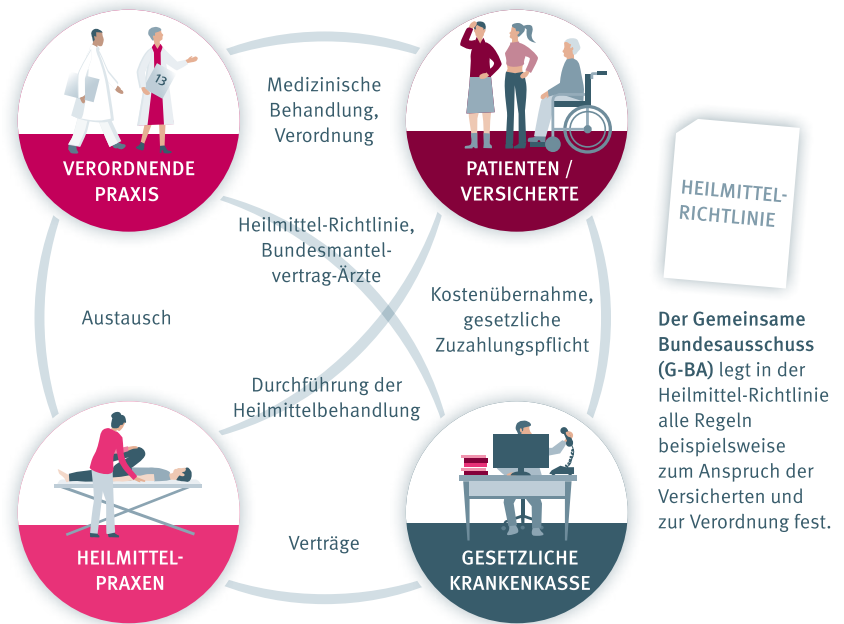 13
VERORDNENDE
PRAXIS
Medizinische
Behandlung,
Verordnung
PATIENTEN /
VERSICHERTE
HEILMITTEL-
RICHTLINIE
Heilmittel-Richtlinie,
Bundesmantel-
vertrag-Ärzte
Austausch
Kostenübernahme,
gesetzliche
Zuzahlungspflicht
Durchführung der
Heilmittelbehandlung
Der Gemeinsame
Bundesausschuss
(G-BA) legt in der
Heilmittel-Richtlinie
alle Regeln
beispielsweise
zum Anspruch der
Versicherten und
zur Verordnung fest.
HEILMITTEL-
PRAXEN
Verträge
GESETZLICHE
KRANKENKASSE